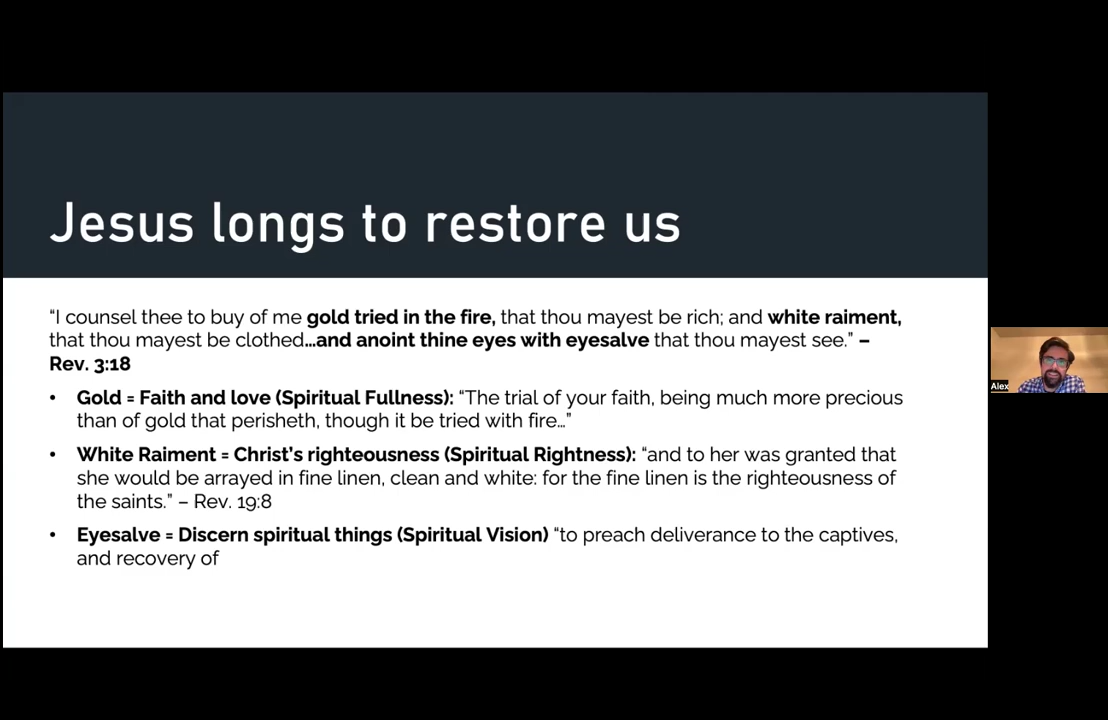 Jesus longs to restore us
“I counsel thee to buy of me gold tried in the fire, that thou mayest be rich; and white raiment,
that thou mayest be clothed…and anoint thine eyes with eyesalve that thou mayest see.” –
Rev. 3:18
• Gold = Faith and love (Spiritual Fullness): “The trial of your faith, being much more precious
than of gold that perisheth, though it be tried with fire…”
• White Raiment = Christ’s righteousness (Spiritual Rightness): “and to her was granted that
she would be arrayed in fine linen, clean and white: for the fine linen is the righteousness of
the saints.” – Rev. 19:8
• Eyesalve = Discern spiritual things (Spiritual Vision) “to preach deliverance to the captives,
and recovery of
Alex